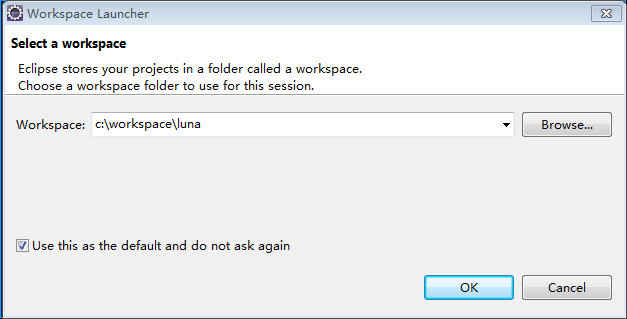 Workspace Launcher
Select a workspace
Eclipse stores your projects in a folder called a workspace.
Choose a workspace folder to use for this session.
Workspace: c:\workspace\luna Browse...
Use this as the default and do not ask again
OK Cancel